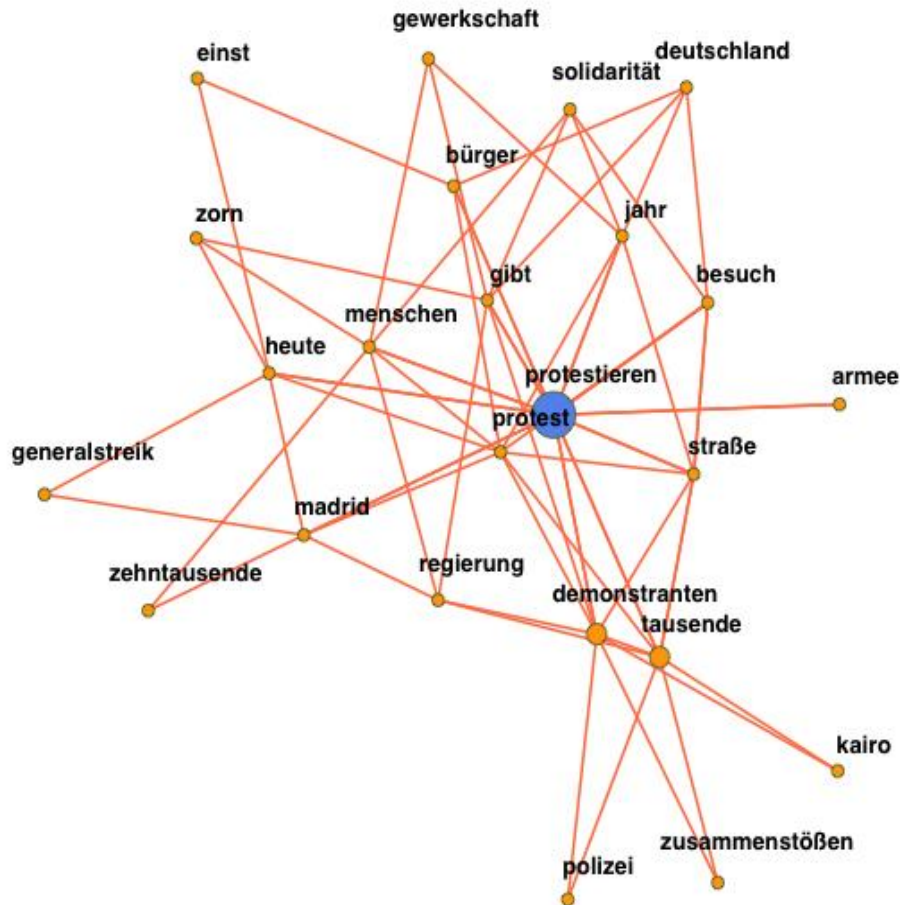 gewerkschaft
einst
deutschland
solidarität
bürger
zorn
jahr
gibt
besuch
menschen
heute
protestieren
armee
protest
straße
generalstreik
madrid
regierung
zehntausende
demonstranten
tausende
kairo
zusammenstößen
polizei